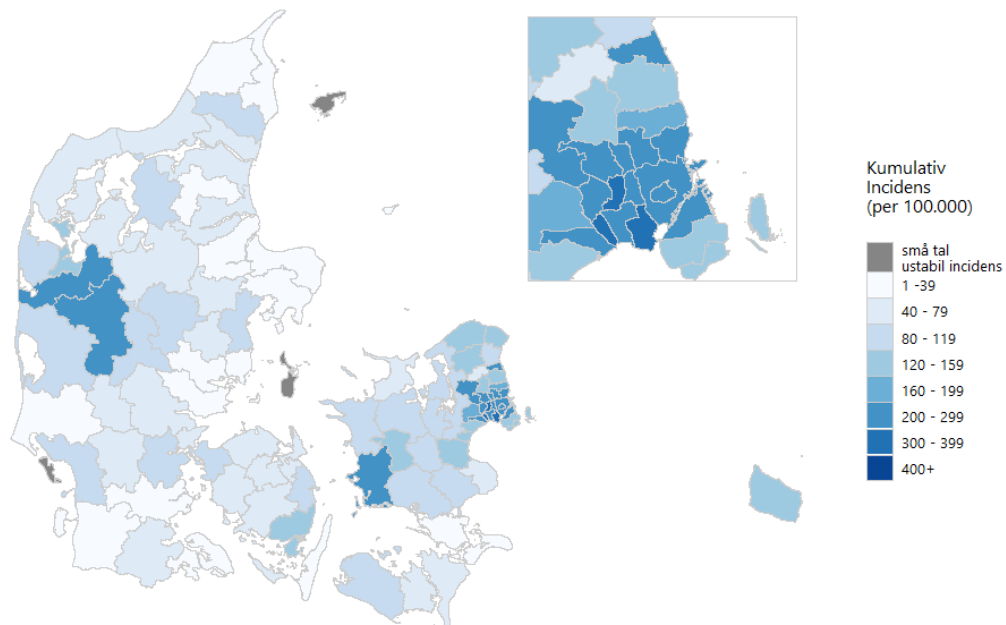 Kumulativ
Incidens
(per 100.000)
små tal
ustabil incidens
1 -39
40 - 79
80 - 119
120 - 159
160 - 199
200 - 299
300 - 399
400+